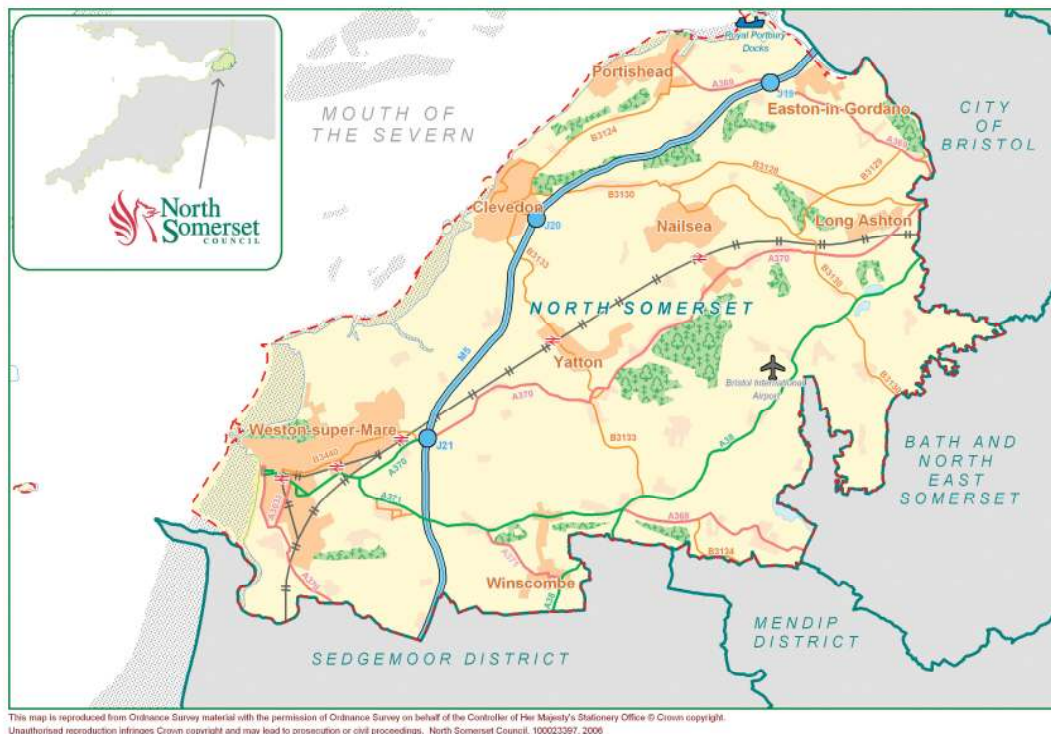 Royal Portbury
Docks
Portishead
A369
J19
Easton-in-Gordano
MOUTH OF
THE SEVERN
CITY
OF
BRISTOL
B3124
A369
B3128
B3129
B3130
North
Somerset
COUNCIL
Clevedon
J20
Nailsea
Long Ashton
B3133
A370
B3130
NORTH SOMERSET
M5
Yatton
Bristol International
Airport
B3130
A370
Weston-super-Mare
J21
B3440
A370
B3133
A38
BATH AND
NORTH
EAST
SOMERSET
A371
A368
B3134
A371
A370
Winscombe
A38
MENDIP
DISTRICT
SEDGEMOOR DISTRICT
This map is reproduced from Ordnance Survey material with the permission of Ordnance Survey on behalf of the Controller of Her Majesty's Stationery Office © Crown copyright.
Unauthorised reproduction infringes Crown copyright and may lead to prosecution or civil proceedings. North Somerset Council. 100023397. 2006